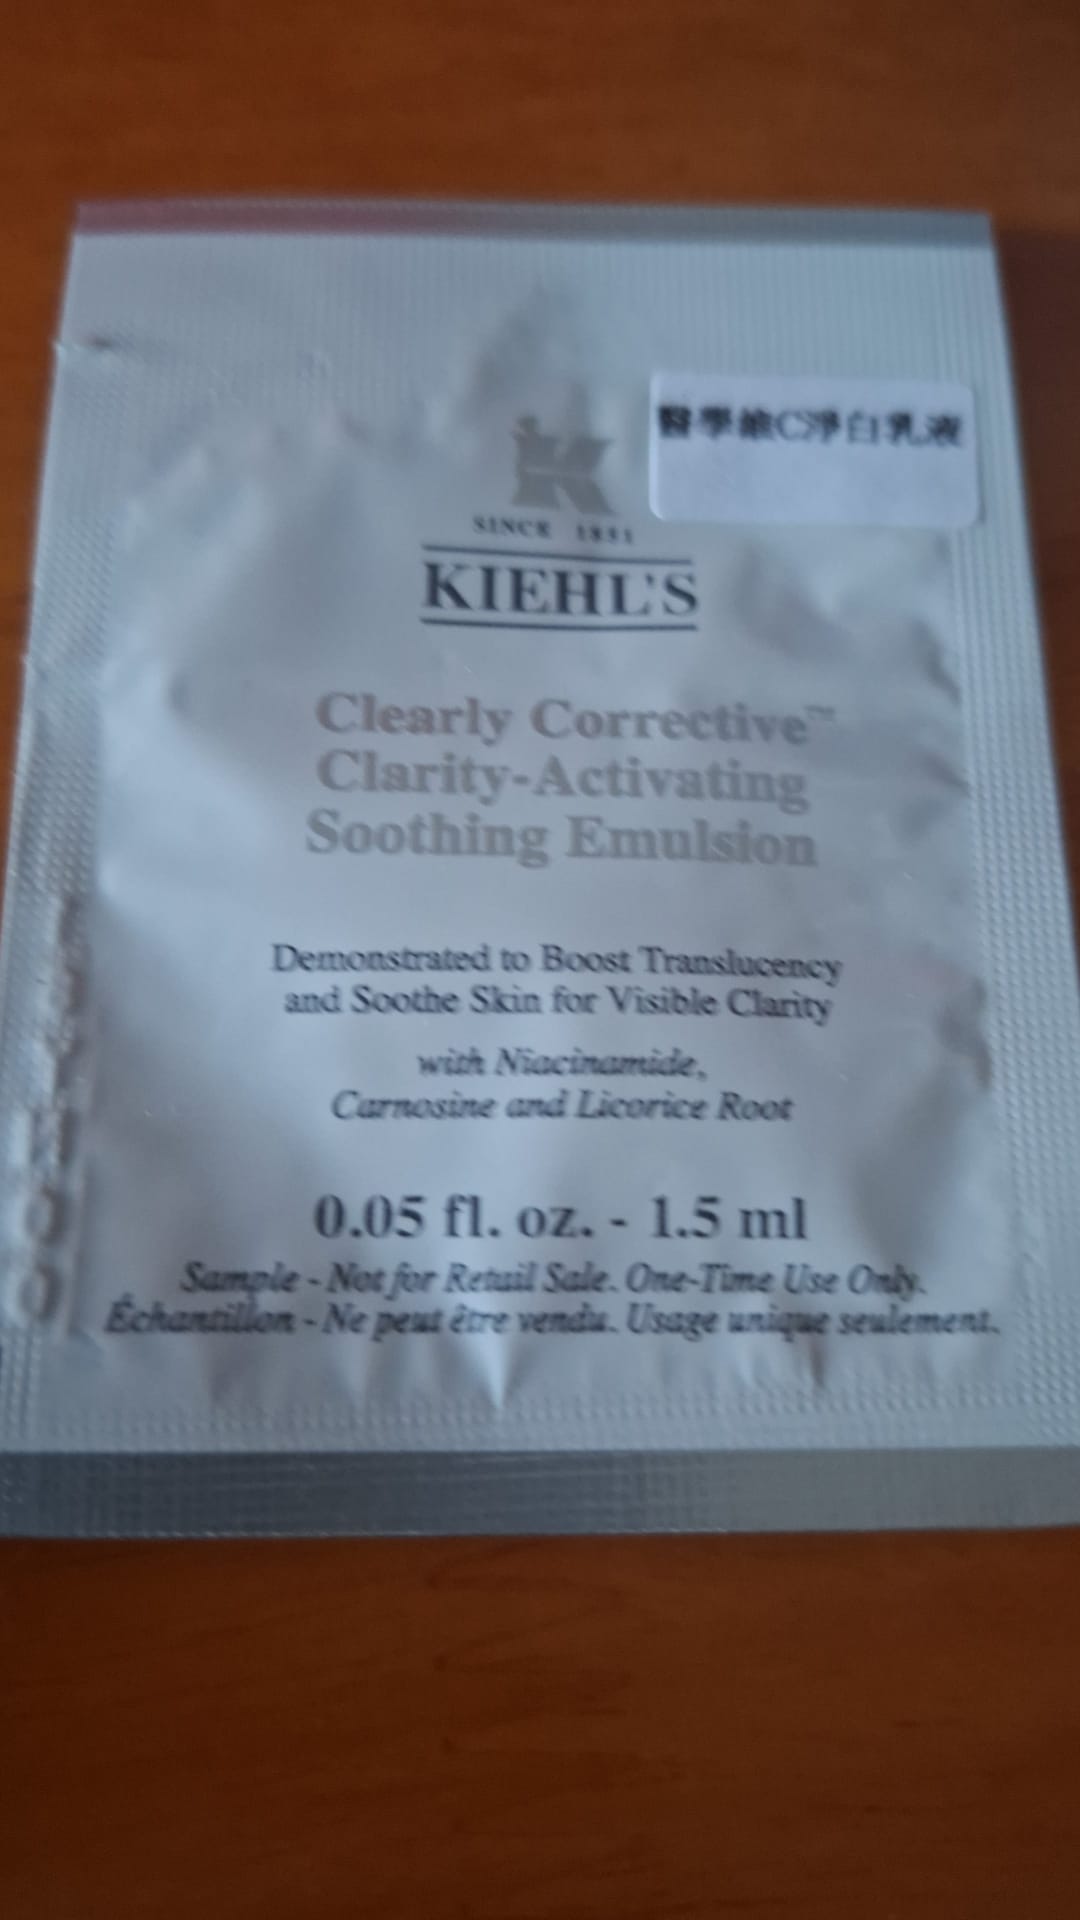 醫學維C淨白乳液
K
SINCE 1851
KIEHL'S
Clearly Corrective™
Clarity-Activating
Soothing Emulsion
Demonstrated to Boost Translucency
and Soothe Skin for Visible Clarity
with Niacinamide,
Carnosine and Licorice Root
0.05 fl. oz. - 1.5 ml
Sample - Not for Retail Sale. One-Time Use Only.
Échantillon - Ne peut être vendu. Usage unique seulement.